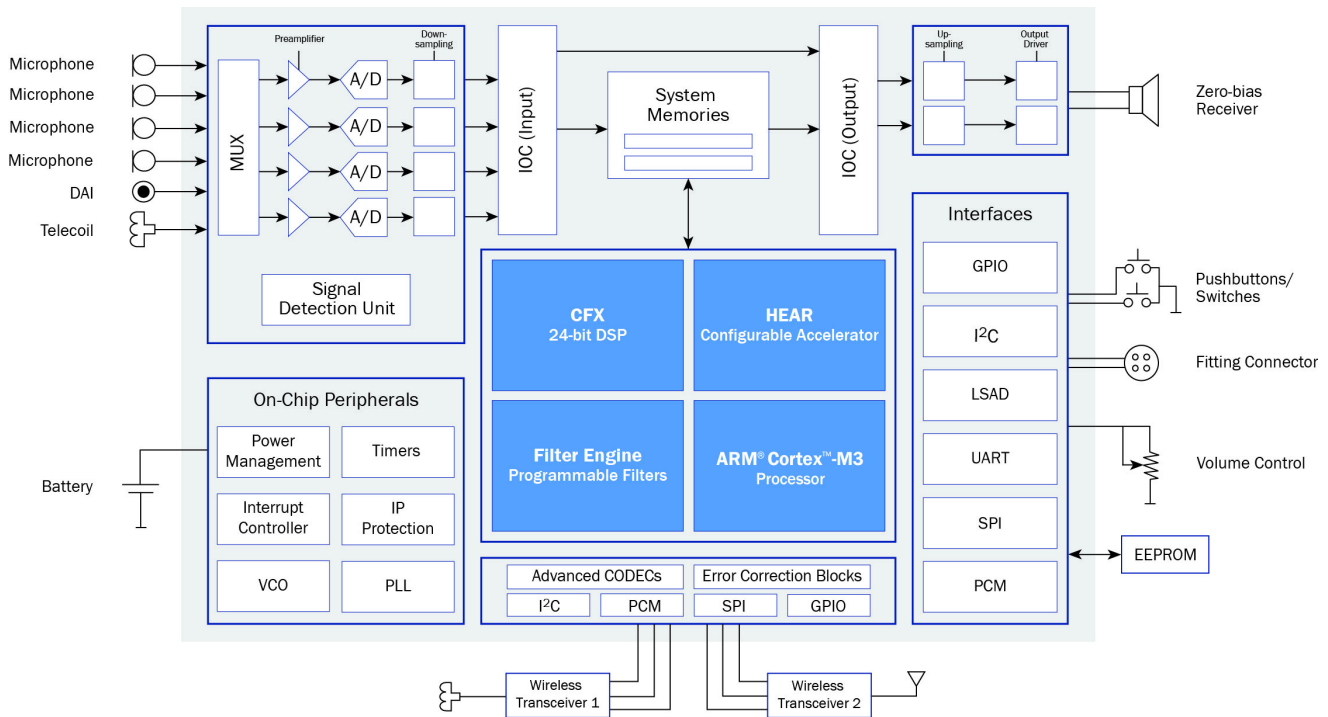 Microphone
Microphone
Microphone
Microphone
DAI
Telecoil
Battery
MUX
Preamplifier
Down-
sampling
A/D
A/D
A/D
A/D
Signal
Detection Unit
IOC (Input)
System
Memories
IOC (Output)
Up-
sampling
Output
Driver
Zero-bias
Receiver
CFX
24-bit DSP
HEAR
Configurable Accelerator
Filter Engine
Programmable Filters
ARM® Cortex™-M3
Processor
On-Chip Peripherals
Power
Management
Timers
Interrupt
Controller
IP
Protection
VCO
PLL
Advanced CODECs
Error Correction Blocks
I²C
PCM
SPI
GPIO
Wireless
Transceiver 1
Wireless
Transceiver 2
Interfaces
GPIO
I²C
LSAD
UART
SPI
PCM
Pushbuttons/
Switches
Fitting Connector
Volume Control
EEPROM